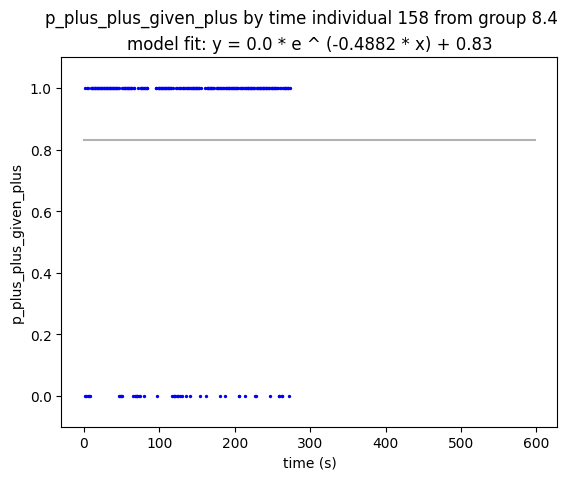 p_plus_plus_given_plus by time individual 158 from group 8.4
model fit: y = 0.0 * e ^ (-0.4882 * x) + 0.83
p_plus_plus_given_plus
1.0
0.8
0.6
0.4
0.2
0.0
0 100 200 300 400 500 600
time (s)